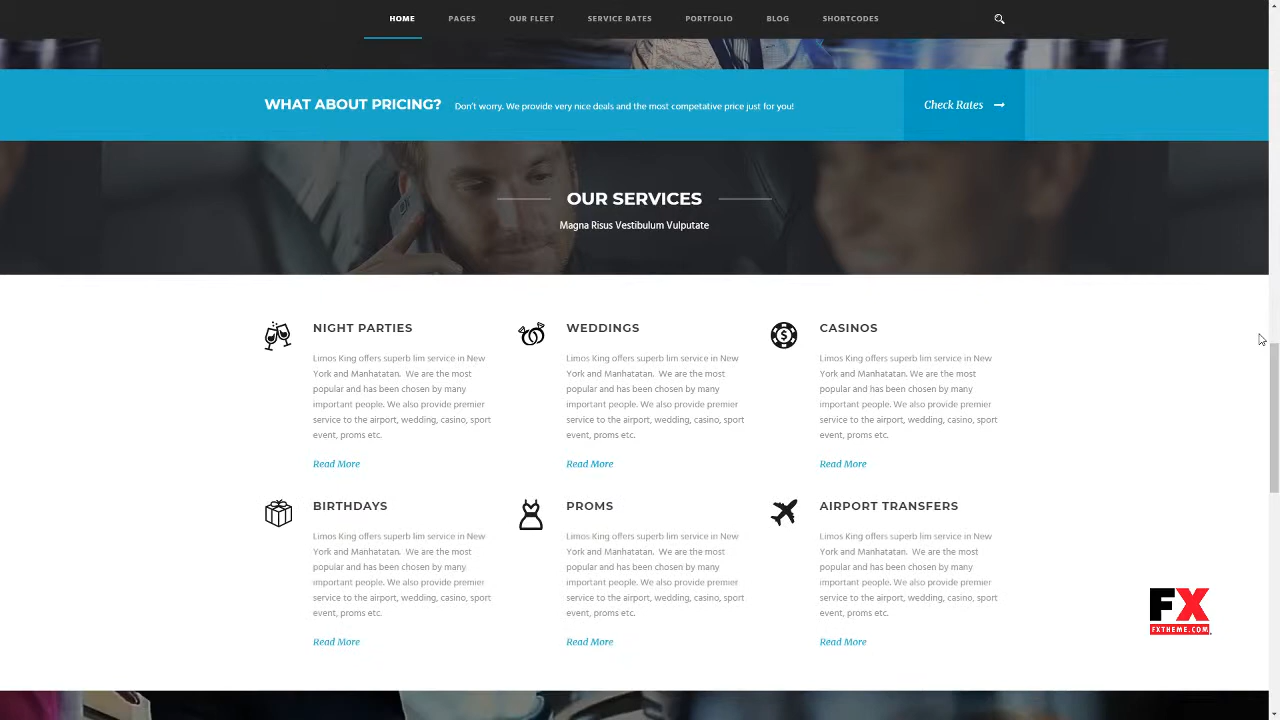 HOME PAGES OUR FLEET SERVICE RATES PORTFOLIO BLOG SHORTCODES
WHAT ABOUT PRICING? Don't worry. We provide very nice deals and the most competative price just for you! Check Rates
OUR SERVICES
Magna Risus Vestibulum Vulputate
NIGHT PARTIES
Limos King offers superb lim service in New
York and Manhatatan. We are the most
popular and has been chosen by many
important people. We also provide premier
service to the airport, wedding, casino, sport
event, proms etc.
Read More
WEDDINGS
Limos King offers superb lim service in New
York and Manhatatan. We are the most
popular and has been chosen by many
important people. We also provide premier
service to the airport, wedding, casino, sport
event, proms etc.
Read More
CASINOS
Limos King offers superb lim service in New
York and Manhatatan. We are the most
popular and has been chosen by many
important people. We also provide premier
service to the airport, wedding, casino, sport
event, proms etc.
Read More
BIRTHDAYS
Limos King offers superb lim service in New
York and Manhatatan. We are the most
popular and has been chosen by many
important people. We also provide premier
service to the airport, wedding, casino, sport
event, proms etc.
Read More
PROMS
Limos King offers superb lim service in New
York and Manhatatan. We are the most
popular and has been chosen by many
important people. We also provide premier
service to the airport, wedding, casino, sport
event, proms etc.
Read More
AIRPORT TRANSFERS
Limos King offers superb lim service in New
York and Manhatatan. We are the most
popular and has been chosen by many
important people. We also provide premier
service to the airport, wedding, casino, sport
event, proms etc.
Read More
FX
FXTHEME.COM